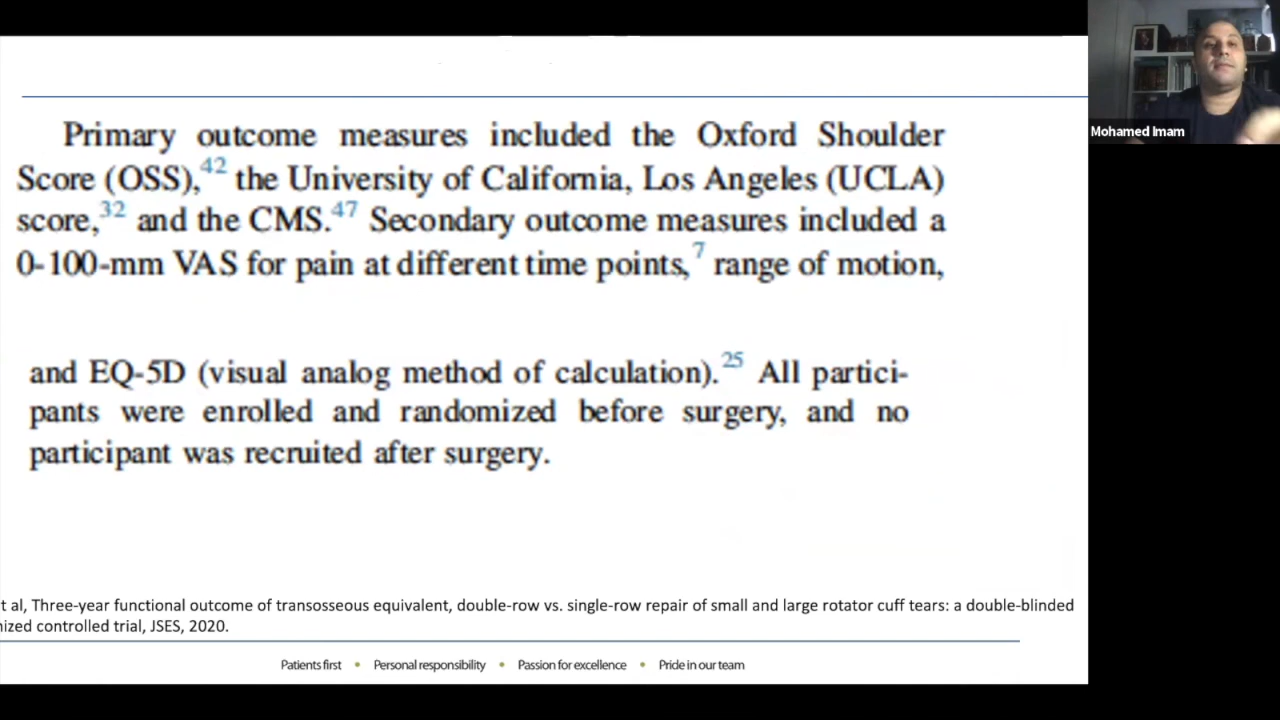 Primary outcome measures included the Oxford Shoulder
Score (OSS),42 the University of California, Los Angeles (UCLA)
score,32 and the CMS.47 Secondary outcome measures included a
0-100-mm VAS for pain at different time points,7 range of motion,
and EQ-5D (visual analog method of calculation).25 All partici-
pants were enrolled and randomized before surgery, and no
participant was recruited after surgery.
t al, Three-year functional outcome of transosseous equivalent, double-row vs. single-row repair of small and large rotator cuff tears: a double-blinded
nized controlled trial, JSES, 2020.
Patients first • Personal responsibility • Passion for excellence • Pride in our team
Mohamed Imam